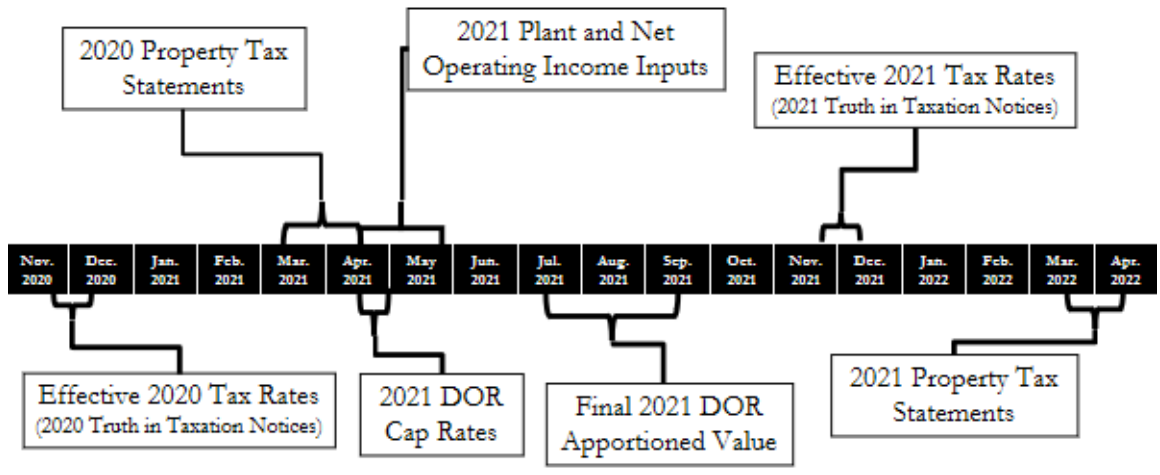 2020 Property Tax
Statements
2021 Plant and Net
Operating Income Inputs
Effective 2021 Tax Rates
(2021 Truth in Taxation Notices)
Nov. Dec. Jan. Feb. Mar. Apr. May Jun. Jul. Aug. Sep. Oct. Nov. Dec. Jan. Feb. Mar. Apr.
2020 2020 2021 2021 2021 2021 2021 2021 2021 2021 2021 2021 2021 2021 2022 2022 2022 2022
Effective 2020 Tax Rates
(2020 Truth in Taxation Notices)
2021 DOR
Cap Rates
Final 2021 DOR
Apportioned Value
2021 Property Tax
Statements